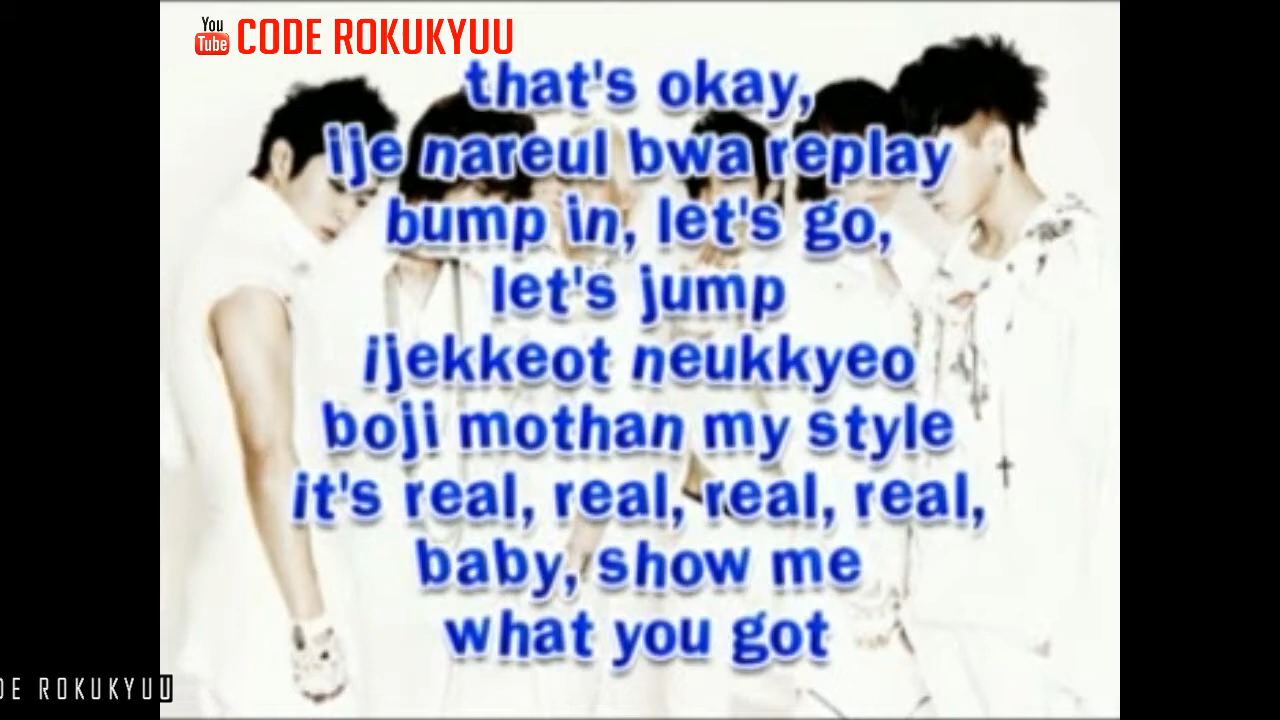 You Tube CODE ROKUKYUU
that's okay,
ije nareul bwa replay
bump in, let's go,
let's jump
ijekkeot neukkyeo
boji mothan my style
it's real, real, real, real,
baby, show me
what you got
DE ROKUKYUU